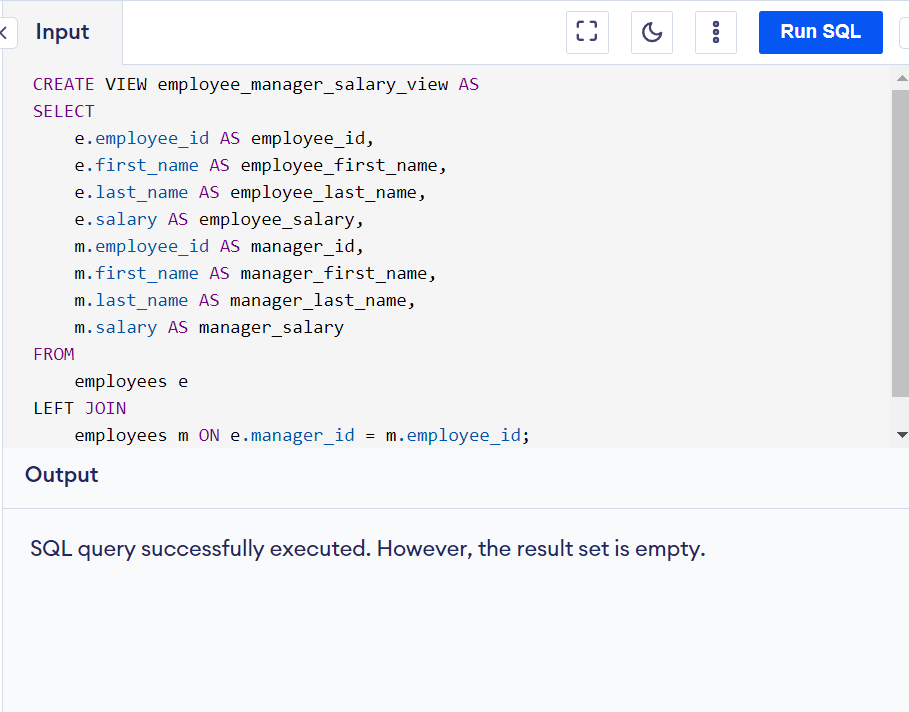 Input
Run SQL
CREATE VIEW employee_manager_salary_view AS
SELECT
    e.employee_id AS employee_id,
    e.first_name AS employee_first_name,
    e.last_name AS employee_last_name,
    e.salary AS employee_salary,
    m.employee_id AS manager_id,
    m.first_name AS manager_first_name,
    m.last_name AS manager_last_name,
    m.salary AS manager_salary
FROM
    employees e
LEFT JOIN
    employees m ON e.manager_id = m.employee_id;
Output
SQL query successfully executed. However, the result set is empty.